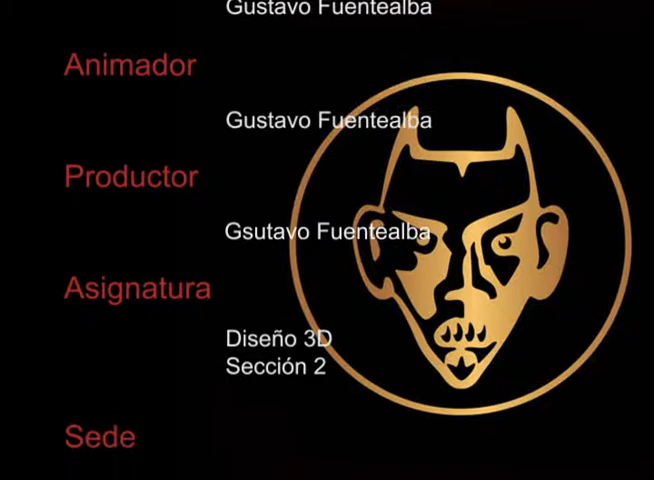 Gustavo Fuentealba
Animador
Gustavo Fuentealba
Productor
Gsutavo Fuentealba
Asignatura
Diseño 3D
Sección 2
Sede